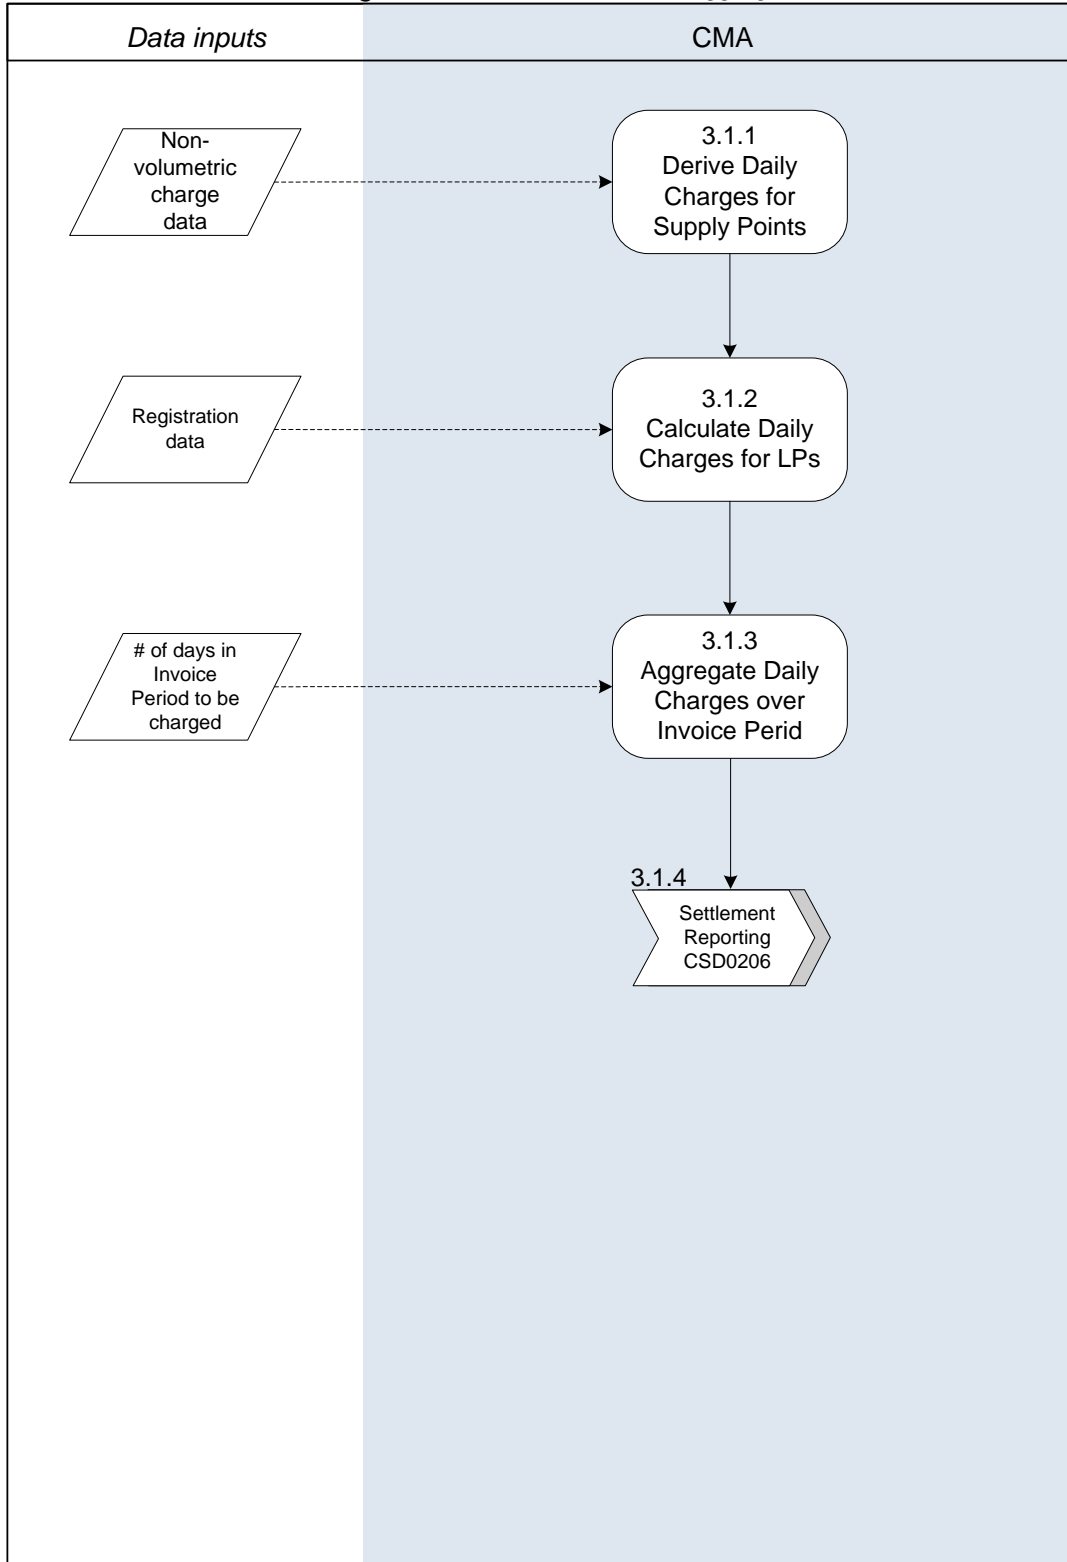 Data inputs
CMA
Non-
volumetric
charge
data
3.1.1
Derive Daily
Charges for
Supply Points
Registration
data
3.1.2
Calculate Daily
Charges for LPs
# of days in
Invoice
Period to be
charged
3.1.3
Aggregate Daily
Charges over
Invoice Perid
3.1.4
Settlement
Reporting
CSD0206